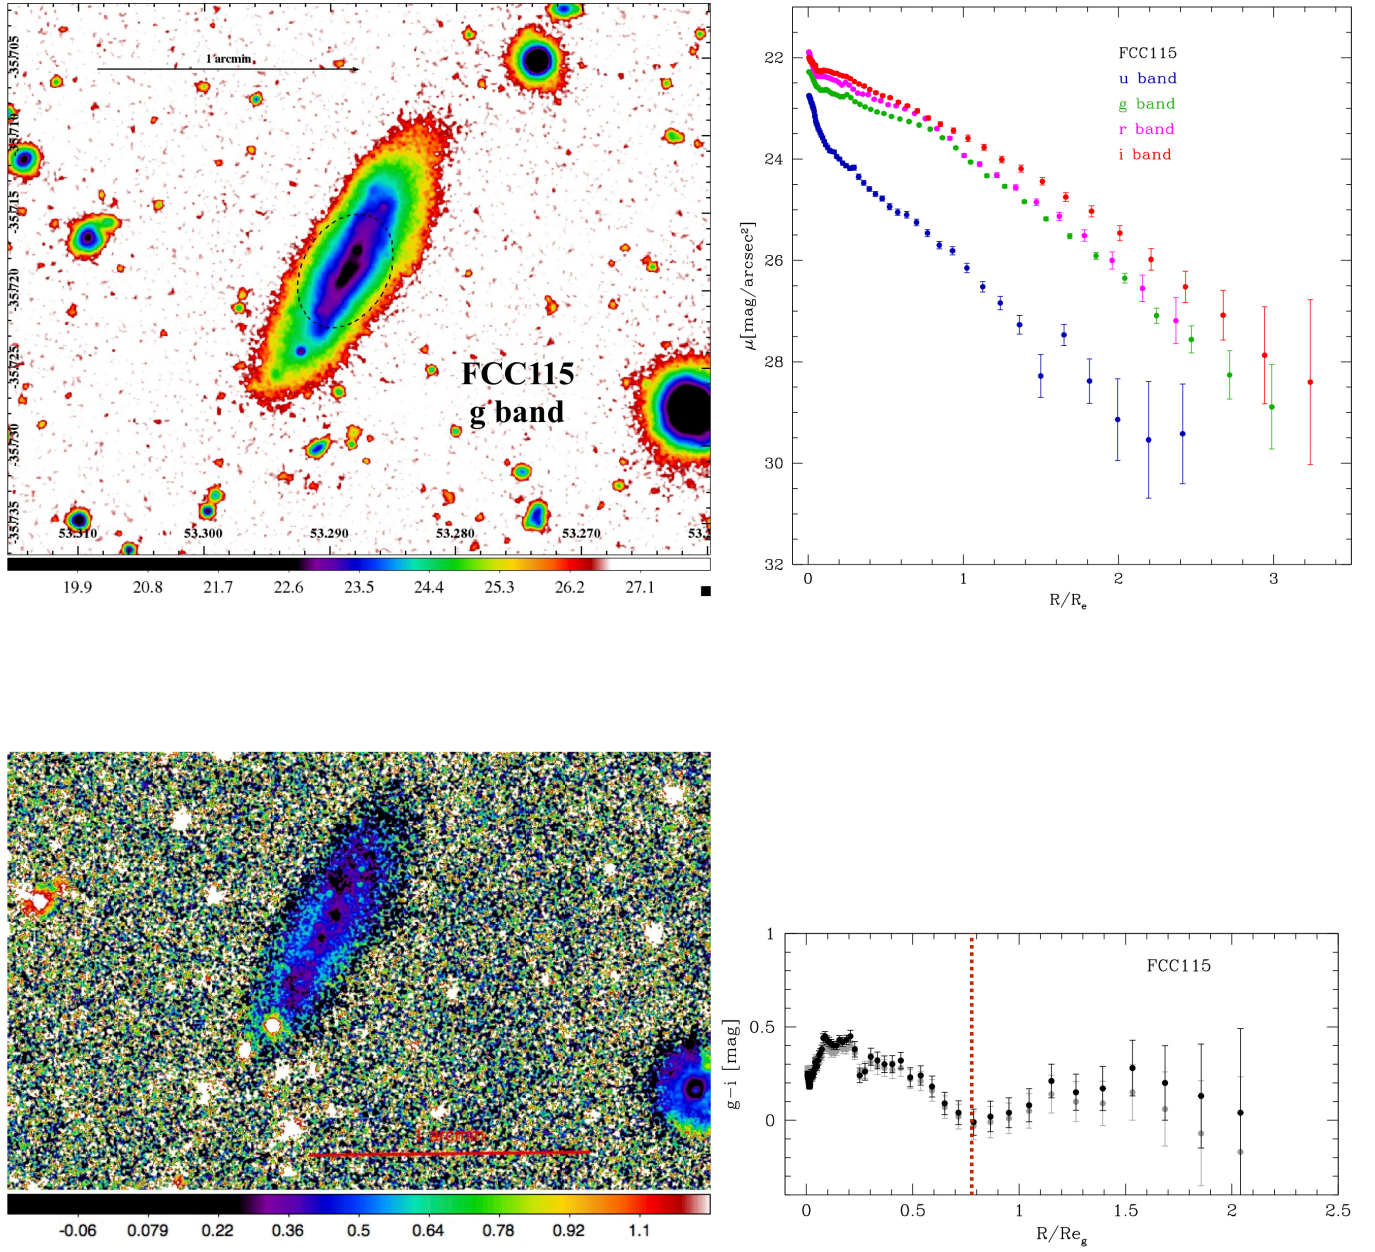 1 arcmin
-35.705
-35.710
-35.715
-35.720
-35.725
-35.730
-35.735
FCC115
g band
53.310 53.300 53.290 53.280 53.270 53.2
19.9 20.8 21.7 22.6 23.5 24.4 25.3 26.2 27.1
FCC115
u band
g band
r band
i band
22
24
26
28
30
32
μ[mag/arcsec²]
0 1 2 3
R/Re
-0.06 0.079 0.22 0.36 0.5 0.64 0.78 0.92 1.1
FCC115
1
0.5
0
g-i [mag]
0 0.5 1 1.5 2 2.5
R/Reg